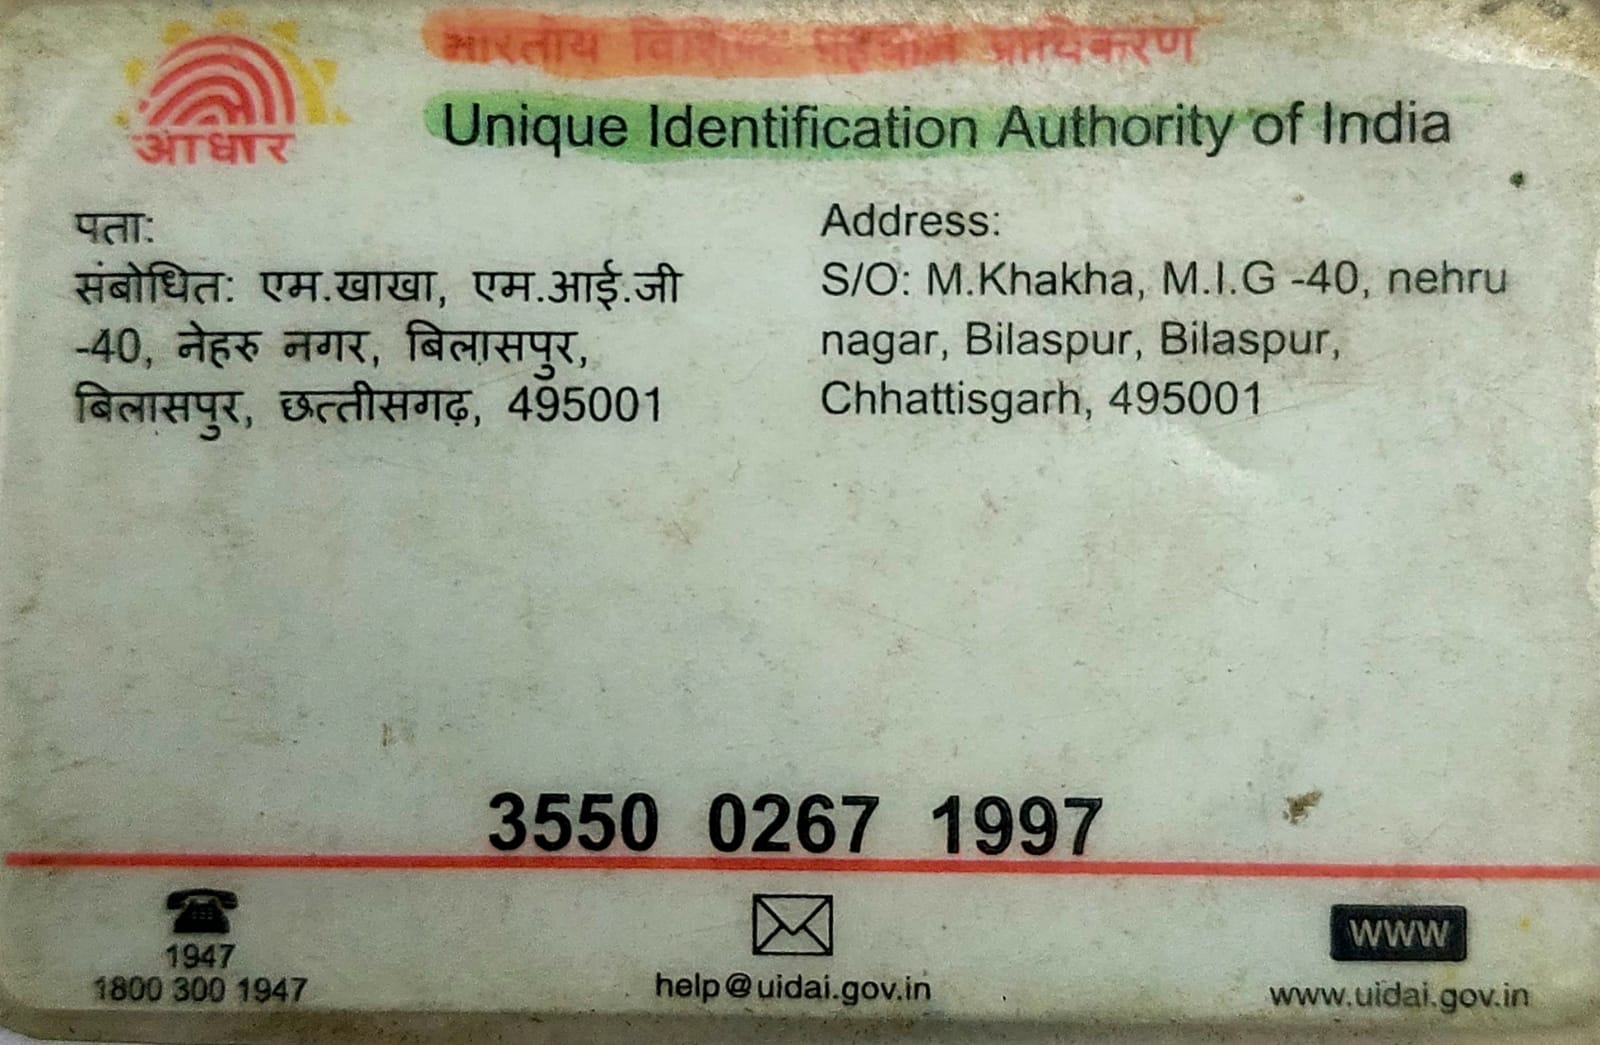 भारतीय विशिष्ट पहचान प्राधिकरण
आधार
Unique Identification Authority of India
पता:
संबोधित: एम.खाखा, एम.आई.जी
-40, नेहरु नगर, बिलासपुर,
बिलासपुर, छत्तीसगढ़, 495001
Address:
S/O: M.Khakha, M.I.G -40, nehru
nagar, Bilaspur, Bilaspur,
Chhattisgarh, 495001
3550 0267 1997
1947
1800 300 1947
help@uidai.gov.in
www
www.uidai.gov.in